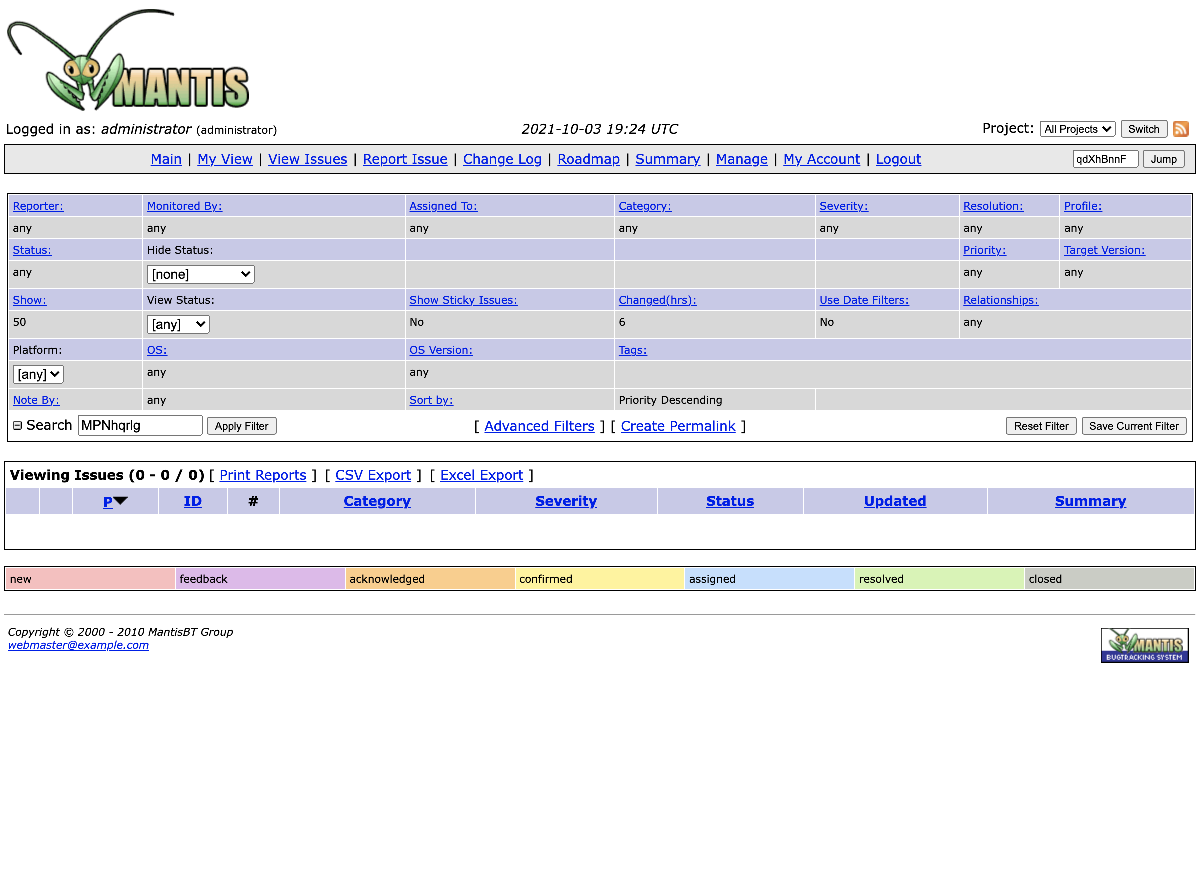 MANTIS
Logged in as: administrator (administrator) 2021-10-03 19:24 UTC Project: All Projects Switch
Main | My View | View Issues | Report Issue | Change Log | Roadmap | Summary | Manage | My Account | Logout qdXhBnnF Jump
Reporter: Monitored By: Assigned To: Category: Severity: Resolution: Profile:
any any any any any any any
Status: Hide Status: Priority: Target Version:
any [none] any any
Show: View Status: Show Sticky Issues: Changed(hrs): Use Date Filters: Relationships:
50 [any] No 6 No any
Platform: OS: OS Version: Tags:
[any] any any
Note By: any Sort by: Priority Descending
Search MPNhqrlg Apply Filter [ Advanced Filters ] [ Create Permalink ] Reset Filter Save Current Filter
Viewing Issues (0 - 0 / 0) [ Print Reports ] [ CSV Export ] [ Excel Export ]
P ID # Category Severity Status Updated Summary
new feedback acknowledged confirmed assigned resolved closed
Copyright © 2000 - 2010 MantisBT Group
webmaster@example.com
MANTIS
BUGTRACKING SYSTEM